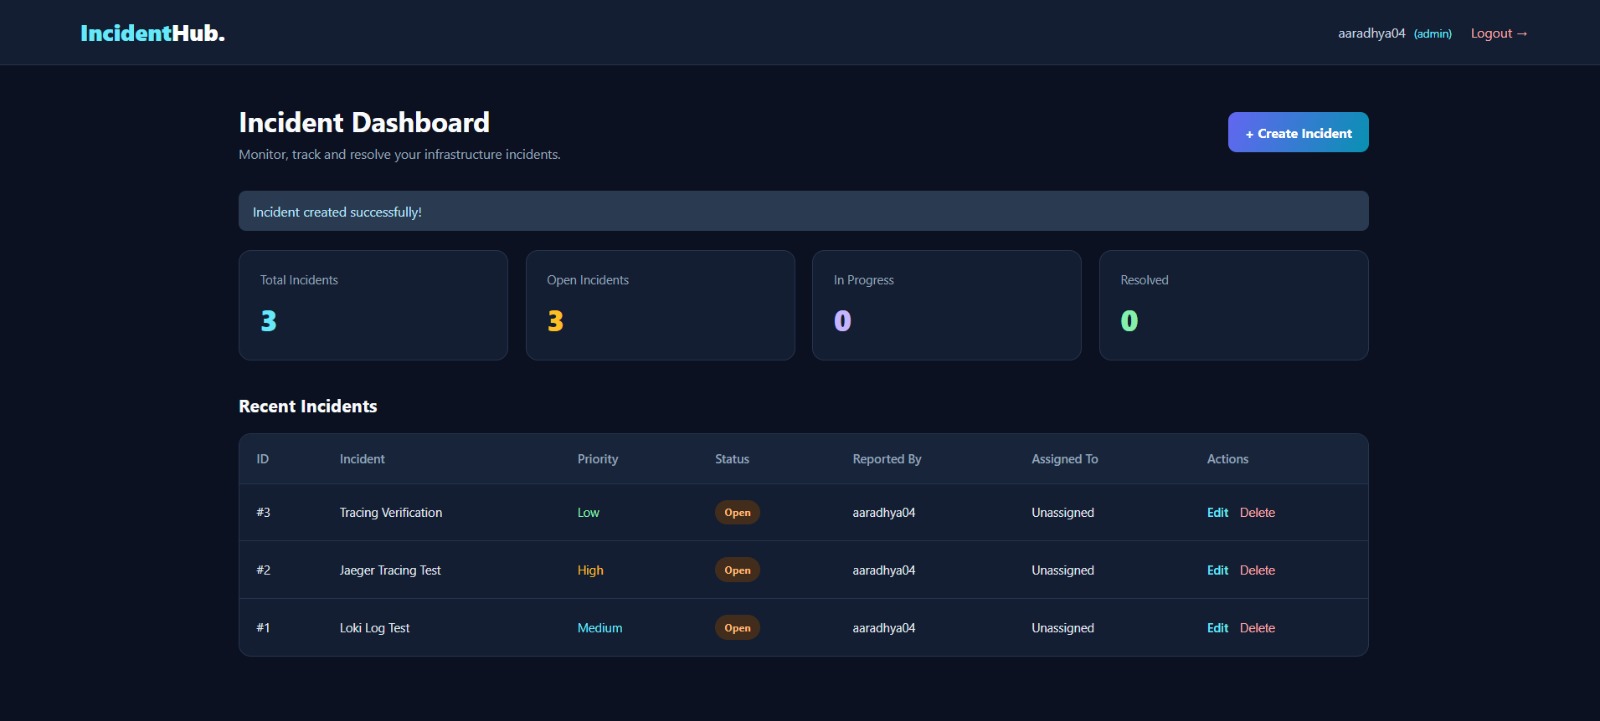 IncidentHub.
aaradhya04 (admin) Logout →
Incident Dashboard
+ Create Incident
Monitor, track and resolve your infrastructure incidents.
Incident created successfully!
Total Incidents Open Incidents In Progress Resolved
3 3 0 0
Recent Incidents
ID Incident Priority Status Reported By Assigned To Actions
#3 Tracing Verification Low Open aaradhya04 Unassigned Edit Delete
#2 Jaeger Tracing Test High Open aaradhya04 Unassigned Edit Delete
#1 Loki Log Test Medium Open aaradhya04 Unassigned Edit Delete